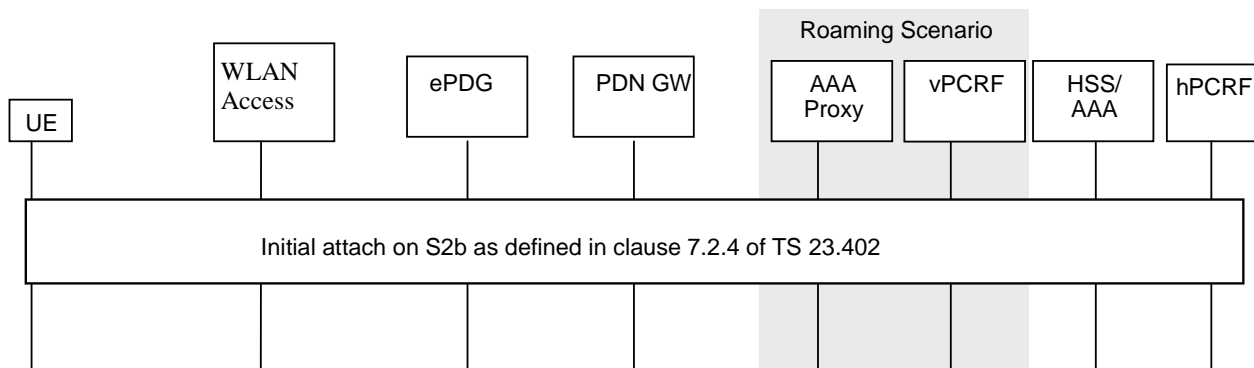 Roaming Scenario
UE
WLAN
Access
ePDG
PDN GW
AAA
Proxy
vPCRF
HSS/
AAA
hPCRF
Initial attach on S2b as defined in clause 7.2.4 of TS 23.402